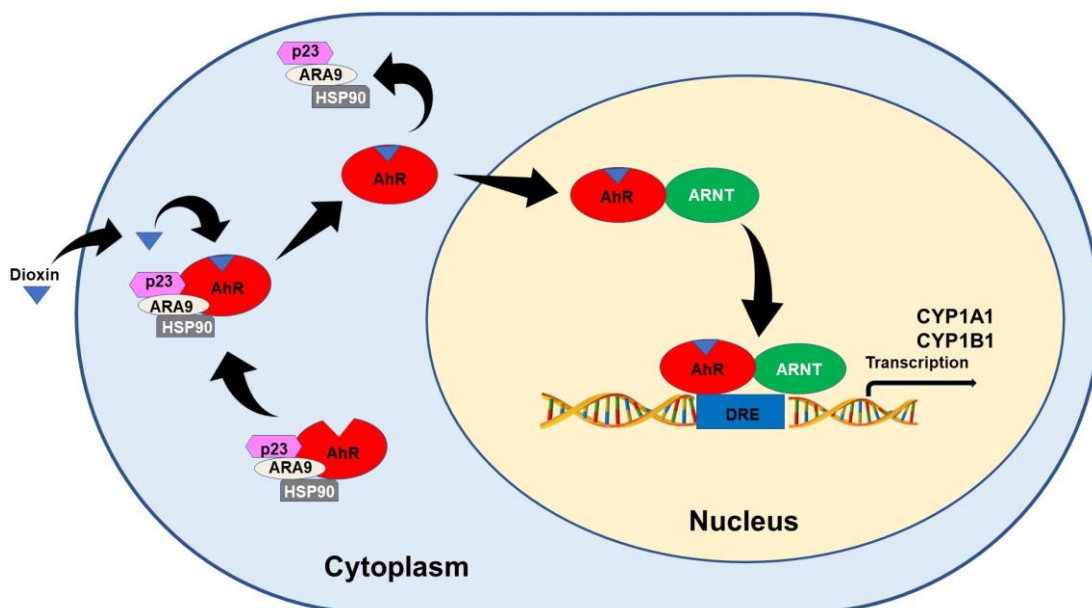 p23
ARA9
HSP90
AhR
AhR
ARNT
Dioxin
p23
AhR
ARA9
HSP90
CYP1A1
CYP1B1
Transcription
AhR
ARNT
DRE
p23
AhR
ARA9
HSP90
Nucleus
Cytoplasm